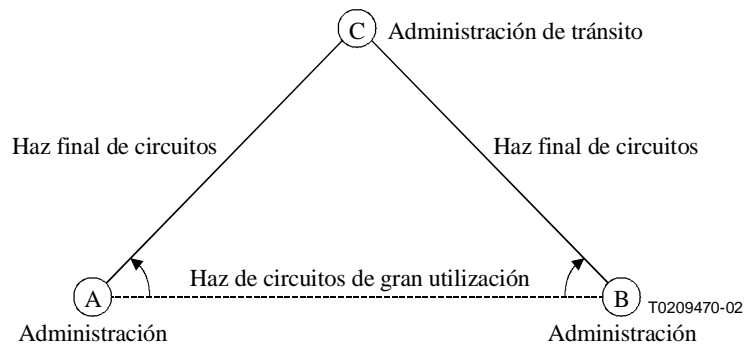 C
Administración de tránsito
Haz final de circuitos
Haz final de circuitos
Haz de circuitos de gran utilización
A
B
T0209470-02
Administración
Administración